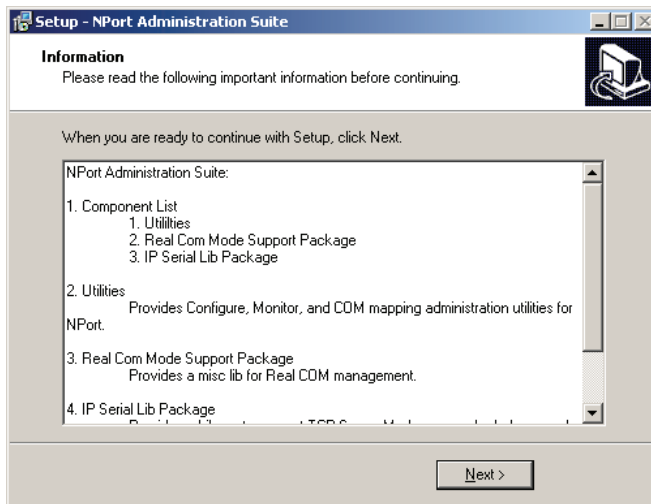 Setup - NPort Administration Suite
Information
Please read the following important information before continuing.
When you are ready to continue with Setup, click Next.
NPort Administration Suite:
1. Component List
1. Utililties
2. Real Com Mode Support Package
3. IP Serial Lib Package
2. Utilities
Provides Configure, Monitor, and COM mapping administration utilities for
NPort.
3. Real Com Mode Support Package
Provides a misc lib for Real COM management.
4. IP Serial Lib Package
Next >